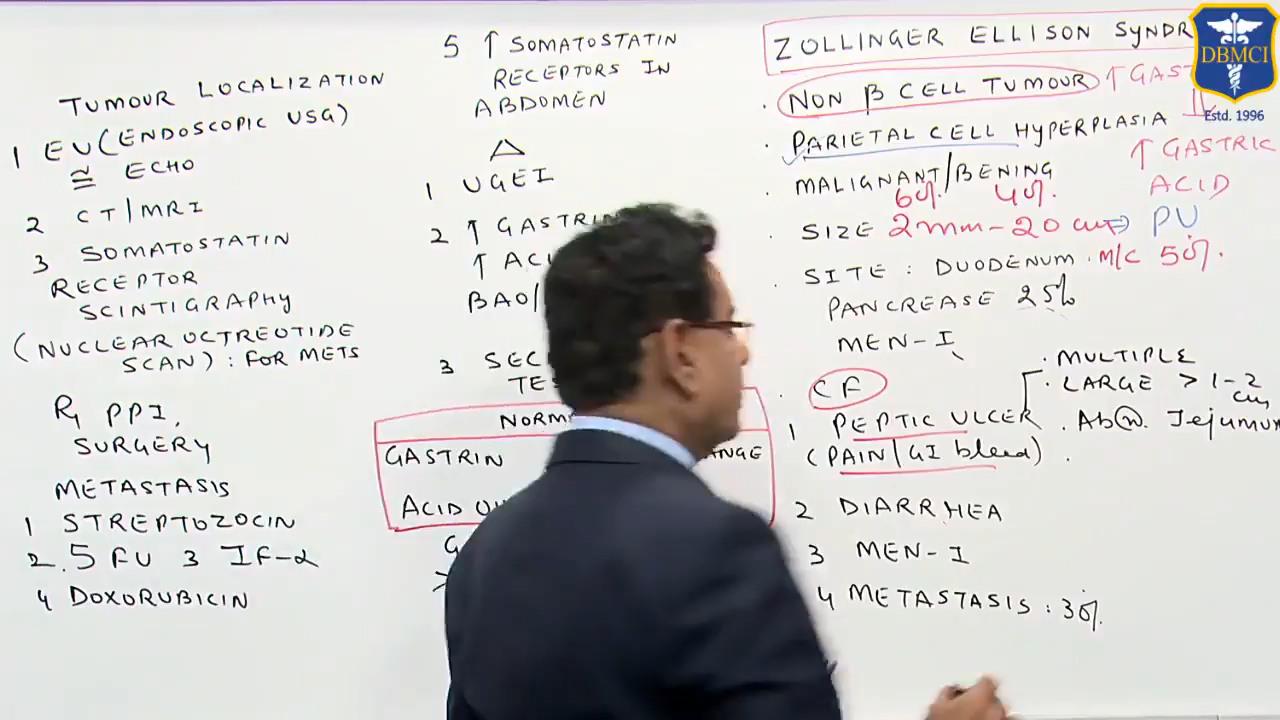 TUMOUR LOCALIZATION
1 EU (ENDOSCOPIC USG)
≅ ECHO
2 CT/MRI
3 SOMATOSTATIN
RECEPTOR
SCINTIGRAPHY
(NUCLEAR OCTREOTIDE
SCAN) : FOR METS
Rx PPI,
SURGERY
METASTASIS
1 STREPTOZOCIN
2. 5 FU 3 IF-α
4 DOXORUBICIN
5 ↑ SOMATOSTATIN
RECEPTORS IN
ABDOMEN
Δ
1 UGEI
2 ↑ GASTRIN
↑
BAO/
3
NORM
GASTRIN ANGE
ACID
ZOLLINGER ELLISON SYNDR
· NON β CELL TUMOUR ↑ GAST
· PARIETAL CELL HYPERPLASIA
↑ GASTRIC
ACID
· MALIGNANT/BENING
60%. 40%.
· SIZE 2mm-20 cm ⇒ PU
· SITE : DUODENUM. M/C 50%.
PANCREASE 25%
MEN-I
· CF
1 PEPTIC ULCER
(PAIN/GI bleed) .
· MULTIPLE
· LARGE > 1-2
cm
. Ab(n). Jejumum
2 DIARRHEA
3 MEN-I
4 METASTASIS : 30%.
DBMCI
Estd. 1996